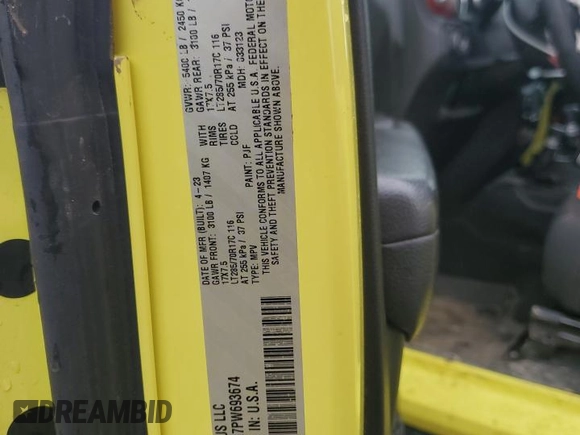 DATE OF MFR (BUILT): 4-23 GVWR: 5400 LB / 2450 K
GAWR FRONT: 3100 LB / 1407 KG WITH GAWR REAR: 3100 LB /
17X7.5 RIMS 17X7.5
LT285/70R17C 116 TIRES LT285/70R17C 116
AT 255 kPa / 37 PSI COLD AT 255 kPa / 37 PSI
TYPE: MPV PAINT: PJF MDH: 033123
THIS VEHICLE CONFORMS TO ALL APPLICABLE U.S.A. FEDERAL MOTOR
SAFETY AND THEFT PREVENTION STANDARDS IN EFFECT ON THE
MANUFACTURE SHOWN ABOVE.
US LLC
7PW693674
IN: U.S.A.
DREAMBID